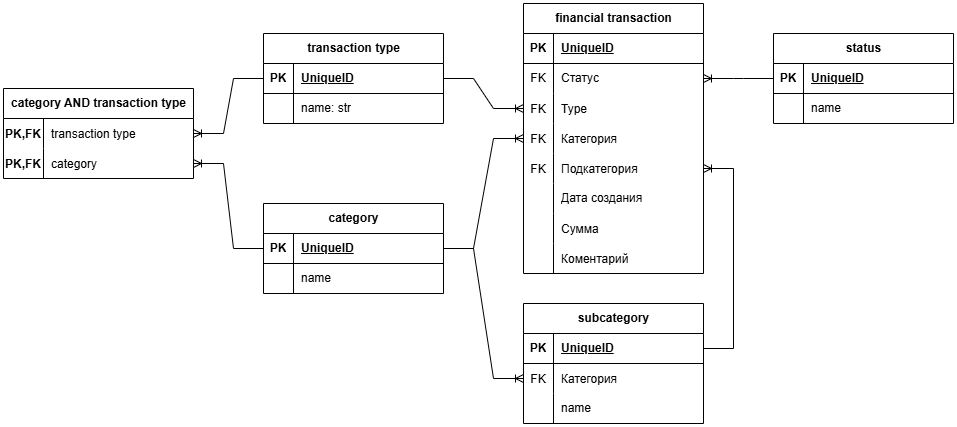 category AND transaction type
PK,FK transaction type
PK,FK category
transaction type
PK UniqueID
name: str
category
PK UniqueID
name
financial transaction
PK UniqueID
FK Статус
FK Type
FK Категория
FK Подкатегория
Дата создания
Сумма
Коментарий
subcategory
PK UniqueID
FK Категория
name
status
PK UniqueID
name